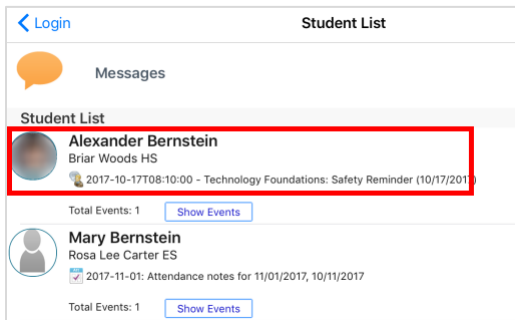 Login
Student List
Messages
Student List
Alexander Bernstein
Briar Woods HS
2017-10-17T08:10:00 - Technology Foundations: Safety Reminder (10/17/2017)
Total Events: 1 Show Events
Mary Bernstein
Rosa Lee Carter ES
2017-11-01: Attendance notes for 11/01/2017, 10/11/2017
Total Events: 1 Show Events